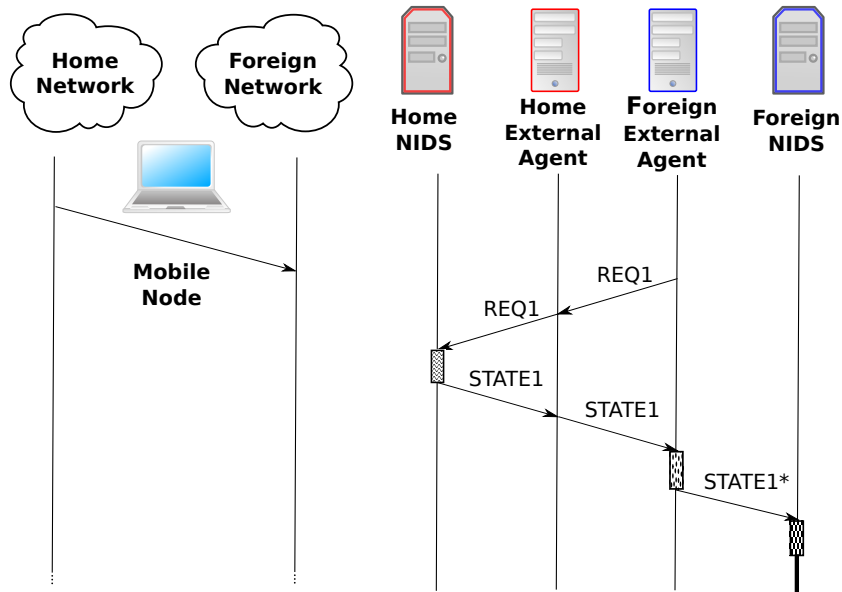 Home
Network
Foreign
Network
Home
NIDS
Home
External
Agent
Foreign
External
Agent
Foreign
NIDS
Mobile
Node
REQ1
REQ1
STATE1
STATE1
STATE1*